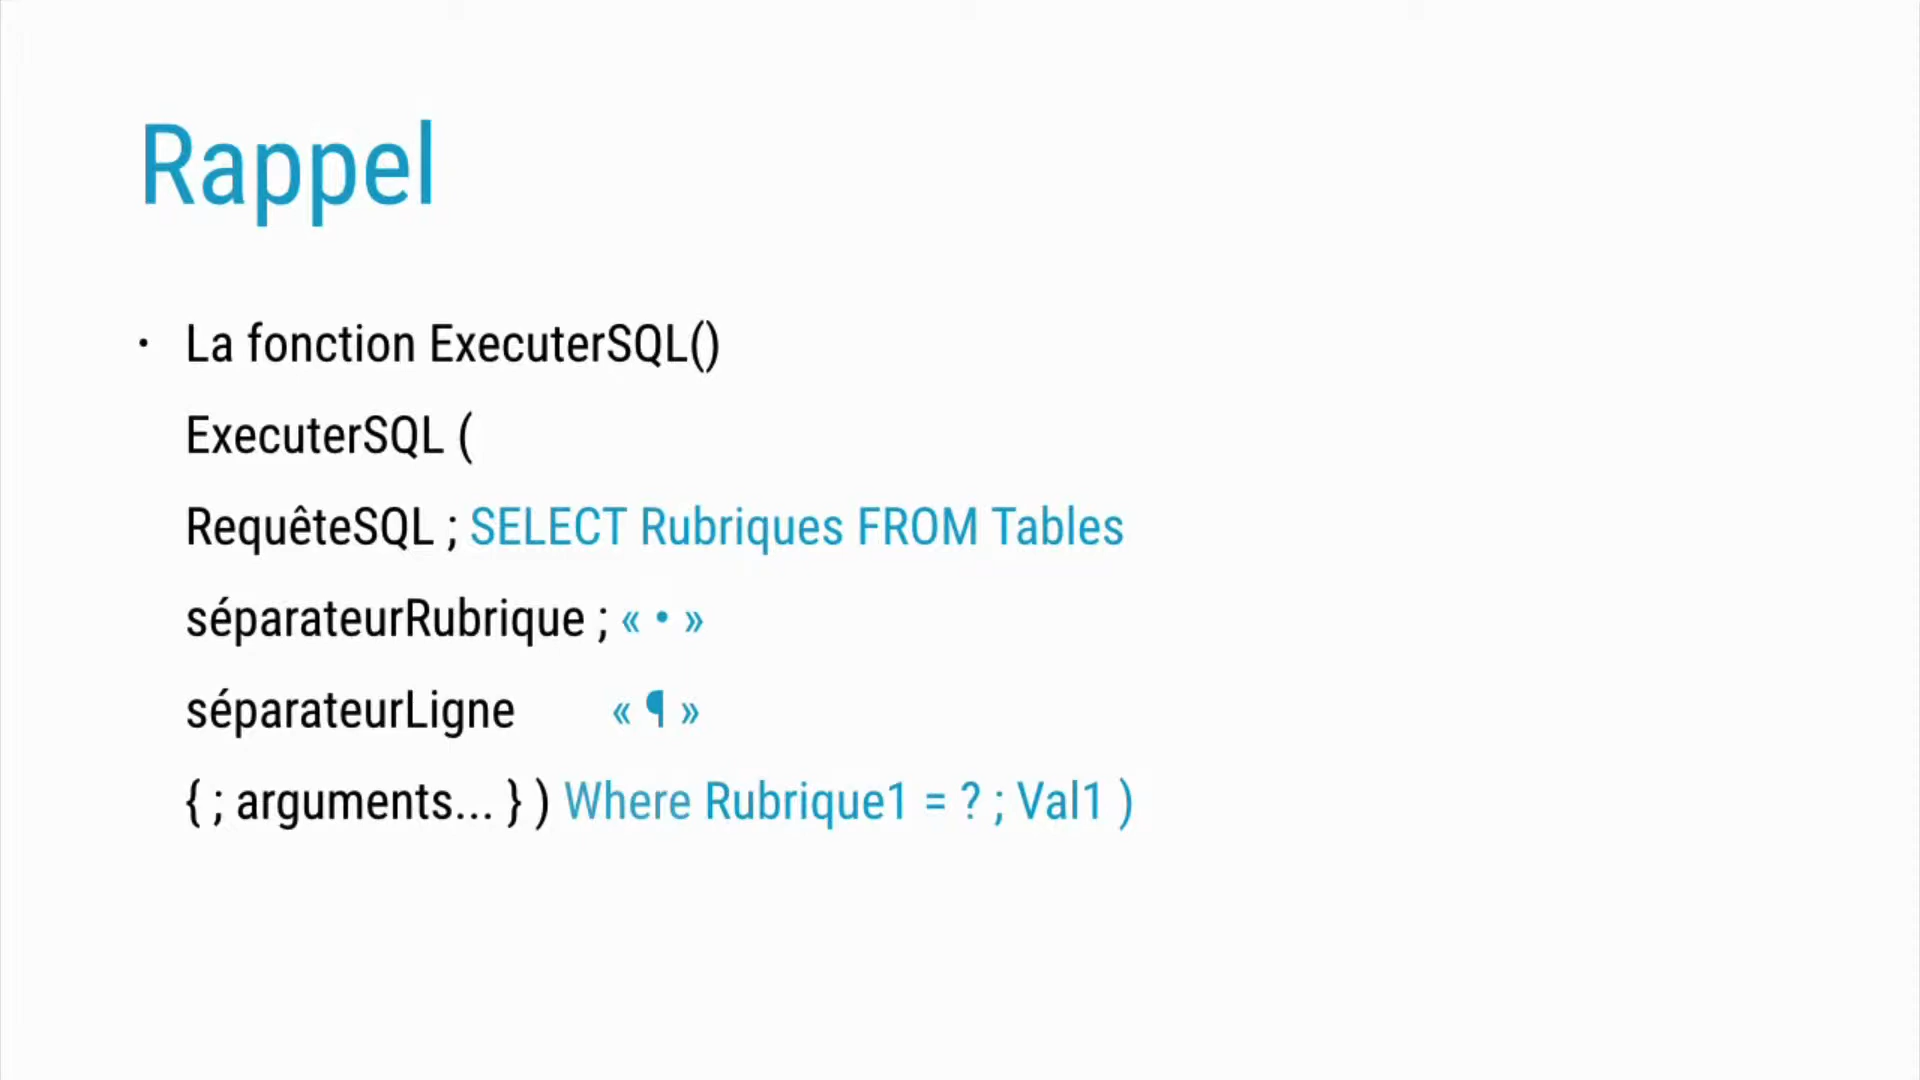 Rappel
· La fonction ExecuterSQL()
ExecuterSQL (
RequêteSQL ; SELECT Rubriques FROM Tables
séparateurRubrique ; « • »
séparateurLigne « ¶ »
{ ; arguments... } ) Where Rubrique1 = ? ; Val1 )